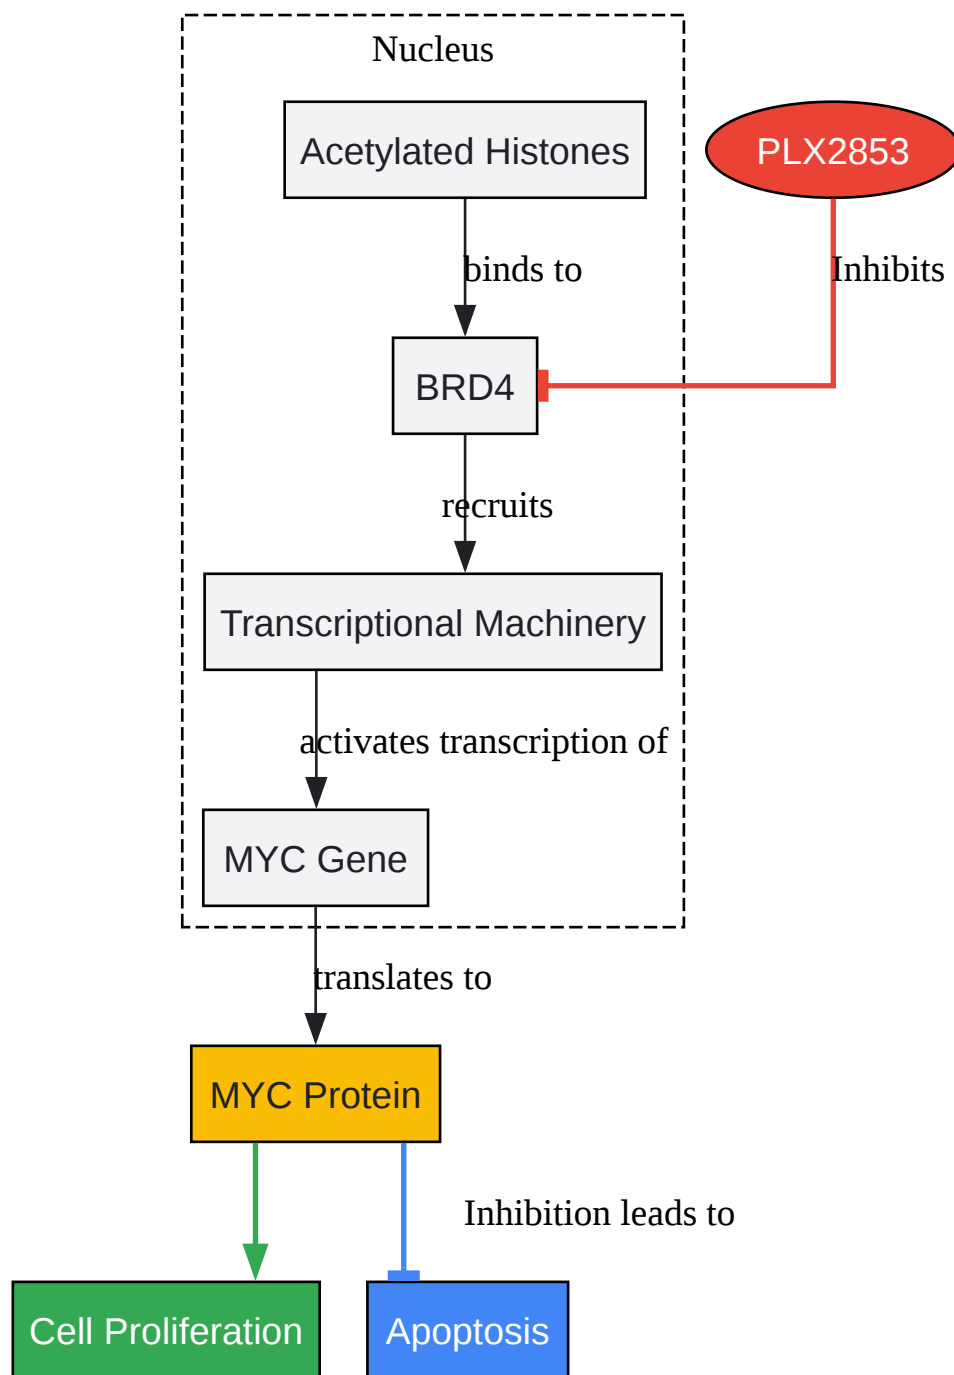 Nucleus
Acetylated Histones
PLX2853
binds to
Inhibits
BRD4
recruits
Transcriptional Machinery
activates transcription of
MYC Gene
translates to
MYC Protein
Inhibition leads to
Cell Proliferation
Apoptosis